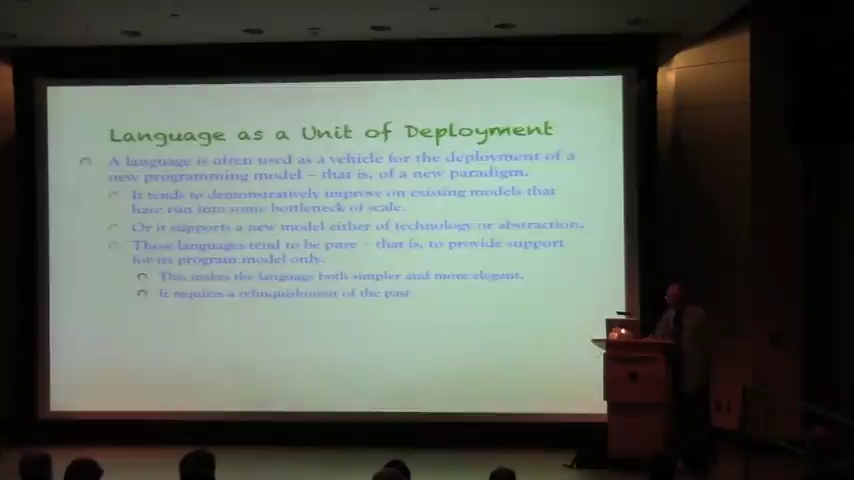 Language as a Unit of Deployment
A language is often used as a vehicle for the deployment of a
new programming model – that is, of a new paradigm.
It tends to demonstratively improve on existing models that
have run into some bottleneck of scale.
Or it supports a new model either of technology or abstraction.
These languages tend to be pure – that is, to provide support
for its program model only.
This makes the language both simpler and more elegant.
It requires a relinquishment of the past